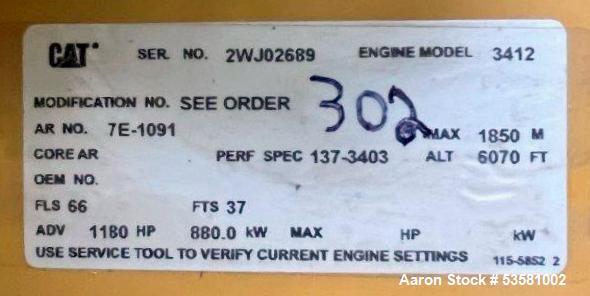 CAT SER. NO. 2WJ02689 ENGINE MODEL 3412
MODIFICATION NO. SEE ORDER
302
AR NO. 7E-1091 MAX 1850 M
CORE AR PERF SPEC 137-3403 ALT 6070 FT
OEM NO.
FLS 66 FTS 37
ADV 1180 HP 880.0 kW MAX HP kW
USE SERVICE TOOL TO VERIFY CURRENT ENGINE SETTINGS 115-5852 2
Aaron Stock # 53581002